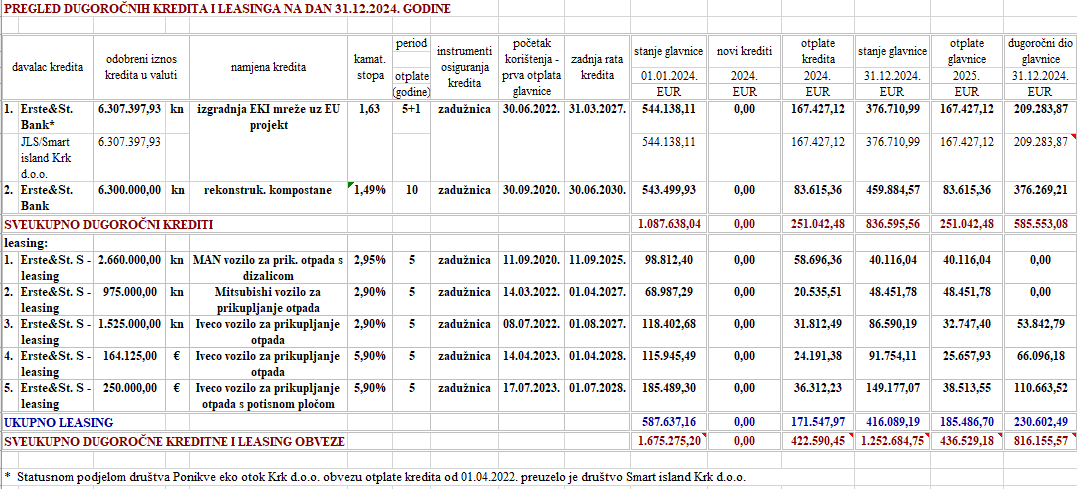 PREGLED DUGOROČNIH KREDITA I LEASINGA NA DAN 31.12.2024. GODINE
davalac kredita | odobreni iznos kredita u valuti | namjena kredita | kamat. stopa | period otplate (godine) | instrumenti osiguranja kredita | početak korištenja - prva otplata glavnice | zadnja rata kredita | stanje glavnice 01.01.2024. EUR | novi krediti 2024. EUR | otplate kredita 2024. EUR | stanje glavnice 31.12.2024. EUR | otplate glavnice 2025. EUR | dugoročni dio glavnice 31.12.2024. EUR
1. Erste&St. Bank* 6.307.397,93 kn izgradnja EKI mreže uz EU projekt 1,63 5+1 zadužnica 30.06.2022. 31.03.2027. 544.138,11 0,00 167.427,12 376.710,99 167.427,12 209.283,87
JLS/Smart island Krk d.o.o. 6.307.397,93 544.138,11 167.427,12 376.710,99 167.427,12 209.283,87
2. Erste&St. Bank 6.300.000,00 kn rekonstruk. kompostane 1,49% 10 zadužnica 30.09.2020. 30.06.2030. 543.499,93 0,00 83.615,36 459.884,57 83.615,36 376.269,21
SVEUKUPNO DUGOROČNI KREDITI 1.087.638,04 0,00 251.042,48 836.595,56 251.042,48 585.553,08
leasing:
1. Erste&St. S - leasing 2.660.000,00 kn MAN vozilo za prik. otpada s dizalicom 2,95% 5 zadužnica 11.09.2020. 11.09.2025. 98.812,40 0,00 58.696,36 40.116,04 40.116,04 0,00
2. Erste&St. S - leasing 975.000,00 kn Mitsubishi vozilo za prikupljanje otpada 2,90% 5 zadužnica 14.03.2022. 01.04.2027. 68.987,29 0,00 20.535,51 48.451,78 48.451,78 0,00
3. Erste&St. S - leasing 1.525.000,00 kn Iveco vozilo za prikupljanje otpada 2,90% 5 zadužnica 08.07.2022. 01.08.2027. 118.402,68 0,00 31.812,49 86.590,19 32.747,40 53.842,79
4. Erste&St. S - leasing 164.125,00 € Iveco vozilo za prikupljanje otpada 5,90% 5 zadužnica 14.04.2023. 01.04.2028. 115.945,49 0,00 24.191,38 91.754,11 25.657,93 66.096,18
5. Erste&St. S - leasing 250.000,00 € Iveco vozilo za prikupljanje otpada s potisnom pločom 5,90% 5 zadužnica 17.07.2023. 01.07.2028. 185.489,30 0,00 36.312,23 149.177,07 38.513,55 110.663,52
UKUPNO LEASING 587.637,16 0,00 171.547,97 416.089,19 185.486,70 230.602,49
SVEUKUPNO DUGOROČNE KREDITNE I LEASING OBVEZE 1.675.275,20 0,00 422.590,45 1.252.684,75 436.529,18 816.155,57
* Statusnom podjelom društva Ponikve eko otok Krk d.o.o. obvezu otplate kredita od 01.04.2022. preuzelo je društvo Smart island Krk d.o.o.